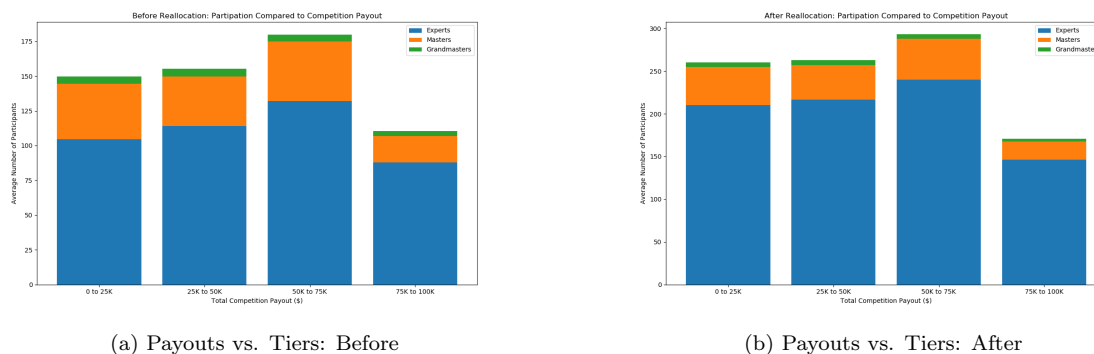 Before Reallocation: Partipation Compared to Competition Payout
Experts
Masters
Grandmasters
175
150
125
100
75
50
25
0
Average Number of Participants
0 to 25K
25K to 50K
50K to 75K
75K to 100K
Total Competition Payout ($)
(a) Payouts vs. Tiers: Before
After Reallocation: Partipation Compared to Competition Payout
Experts
Masters
Grandmasters
300
250
200
150
100
50
0
Average Number of Participants
0 to 25K
25K to 50K
50K to 75K
75K to 100K
Total Competition Payout ($)
(b) Payouts vs. Tiers: After